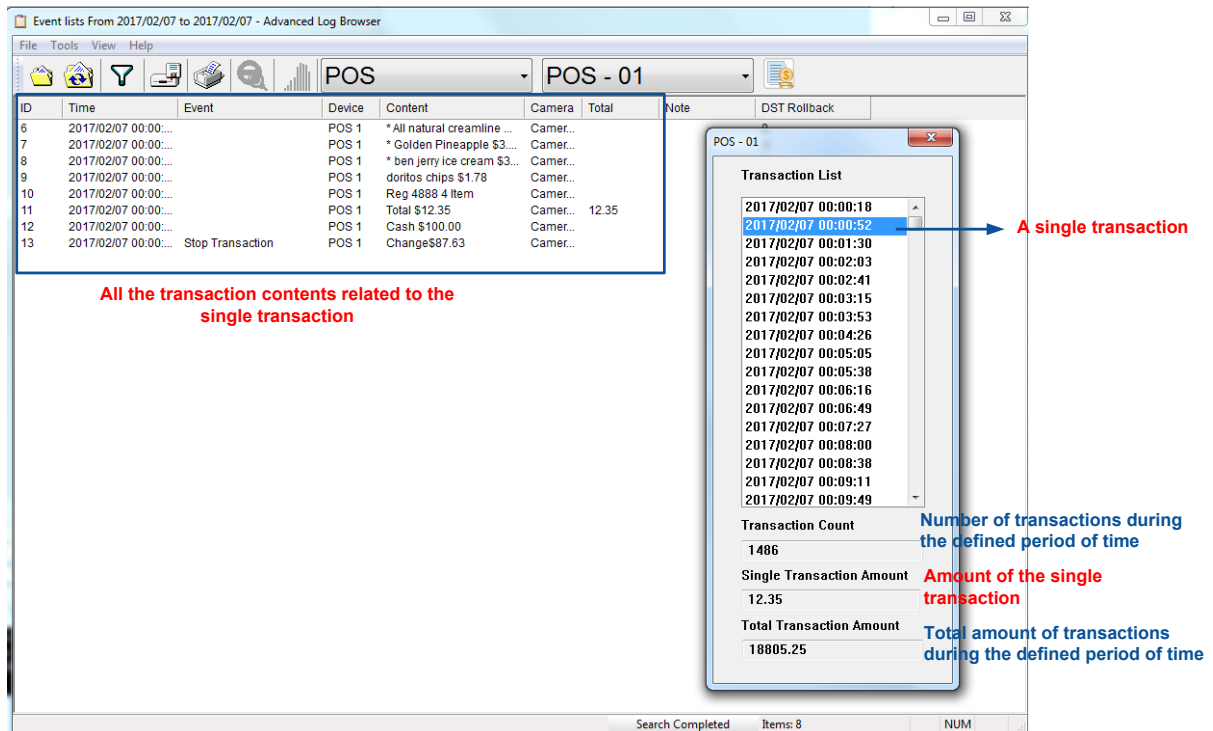 Event lists From 2017/02/07 to 2017/02/07 - Advanced Log Browser
File Tools View Help
POS POS - 01
ID Time Event Device Content Camera Total Note DST Rollback
6 2017/02/07 00:00:... POS 1 * All natural creamline ... Camer...
7 2017/02/07 00:00:... POS 1 * Golden Pineapple $3.... Camer...
8 2017/02/07 00:00:... POS 1 * ben jerry ice cream $3... Camer...
9 2017/02/07 00:00:... POS 1 doritos chips $1.78 Camer...
10 2017/02/07 00:00:... POS 1 Reg 4888 4 Item Camer...
11 2017/02/07 00:00:... POS 1 Total $12.35 Camer... 12.35
12 2017/02/07 00:00:... POS 1 Cash $100.00 Camer...
13 2017/02/07 00:00:... Stop Transaction POS 1 Change$87.63 Camer...
All the transaction contents related to the
single transaction
POS - 01
Transaction List
2017/02/07 00:00:18
2017/02/07 00:00:52
2017/02/07 00:01:30
2017/02/07 00:02:03
2017/02/07 00:02:41
2017/02/07 00:03:15
2017/02/07 00:03:53
2017/02/07 00:04:26
2017/02/07 00:05:05
2017/02/07 00:05:38
2017/02/07 00:06:16
2017/02/07 00:06:49
2017/02/07 00:07:27
2017/02/07 00:08:00
2017/02/07 00:08:38
2017/02/07 00:09:11
2017/02/07 00:09:49
A single transaction
Transaction Count
1486
Number of transactions during
the defined period of time
Single Transaction Amount
12.35
Amount of the single
transaction
Total Transaction Amount
18805.25
Total amount of transactions
during the defined period of time
Search Completed Items: 8 NUM